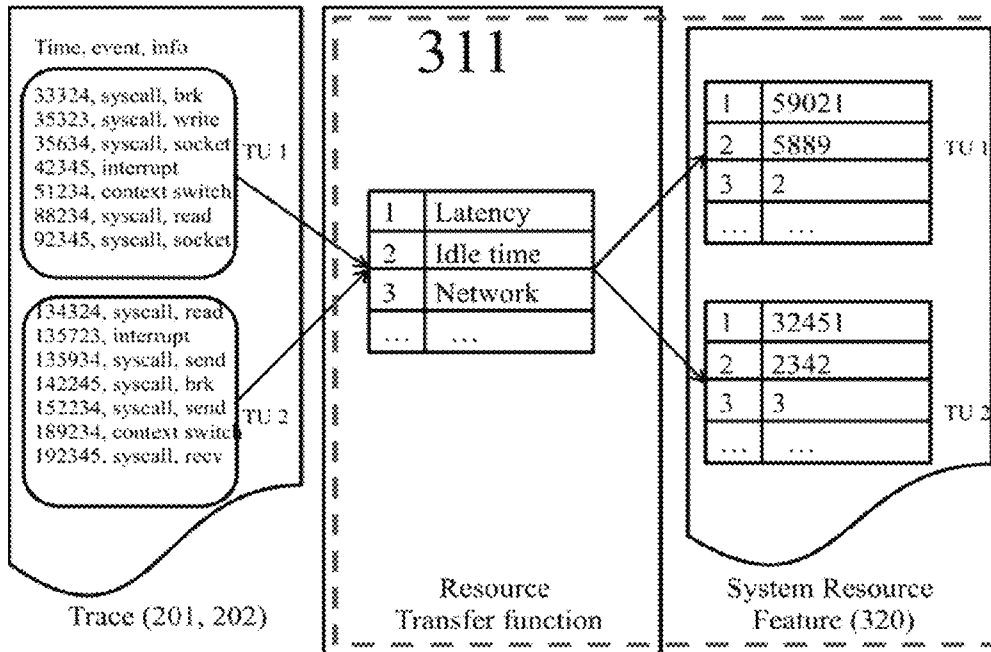 Time, event, info
33324, syscall, brk
35323, syscall, write
35634, syscall, socket
42345, interrupt
51234, context switch
88234, syscall, read
92345, syscall, socket
TU 1
134324, syscall, read
135723, interrupt
135934, syscall, send
142245, syscall, brk
152234, syscall, send
189234, context switch
192345, syscall, recv
TU 2
Trace (201, 202)
311
1 Latency
2 Idle time
3 Network
... ...
Resource
Transfer function
1 59021
2 5889
3 2
... ...
TU 1
1 32451
2 2342
3 3
... ...
TU 2
System Resource
Feature (320)